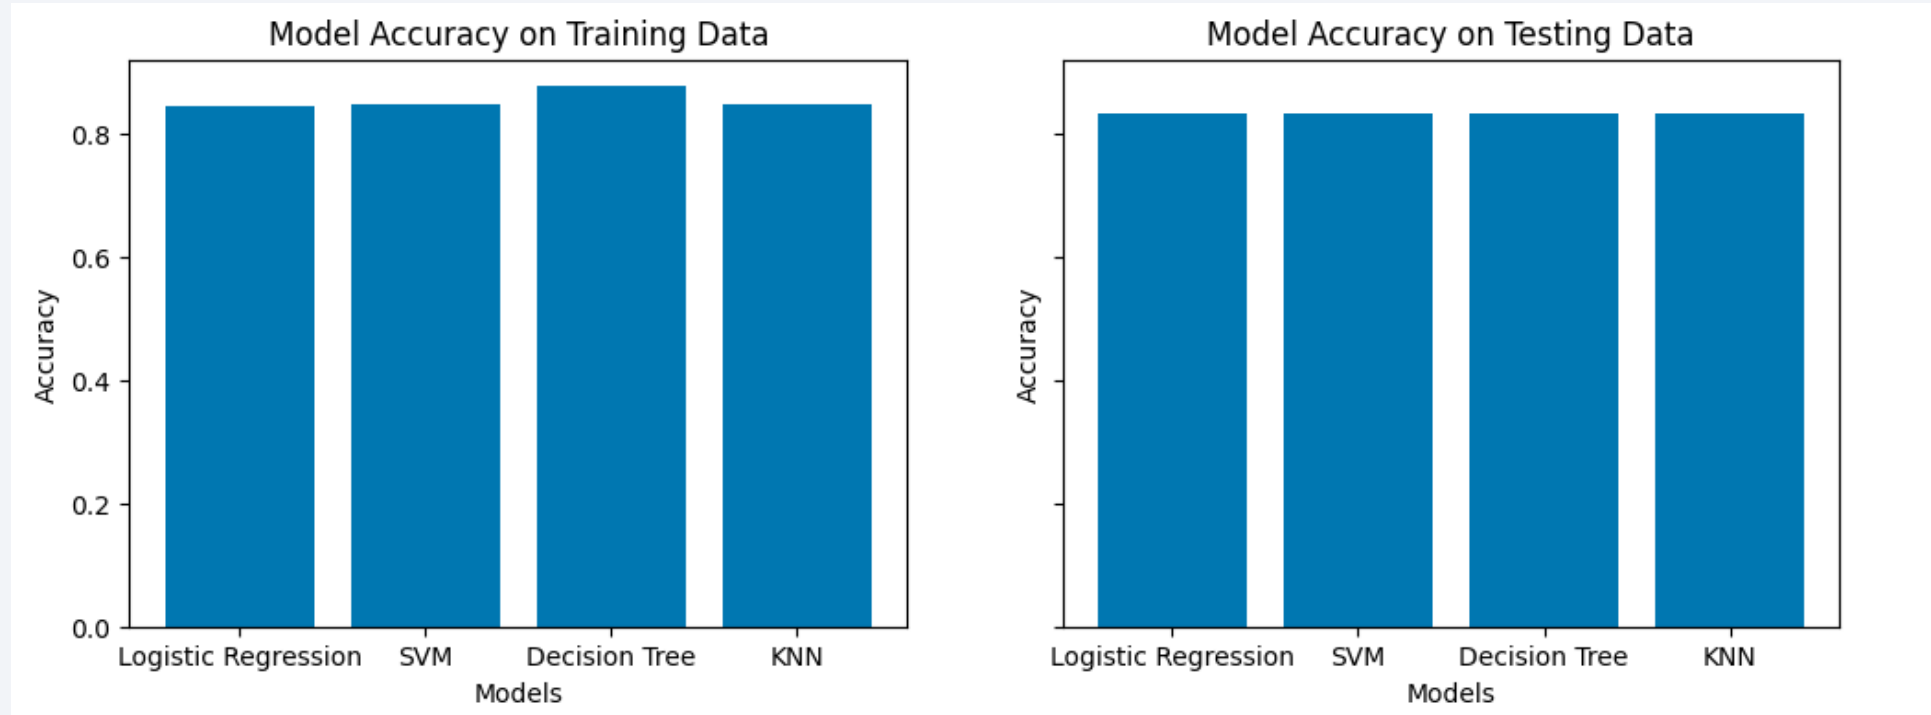 Model Accuracy on Training Data
Accuracy
0.8
0.6
0.4
0.2
0.0
Logistic Regression SVM Decision Tree KNN
Models
Model Accuracy on Testing Data
Accuracy
Logistic Regression SVM Decision Tree KNN
Models